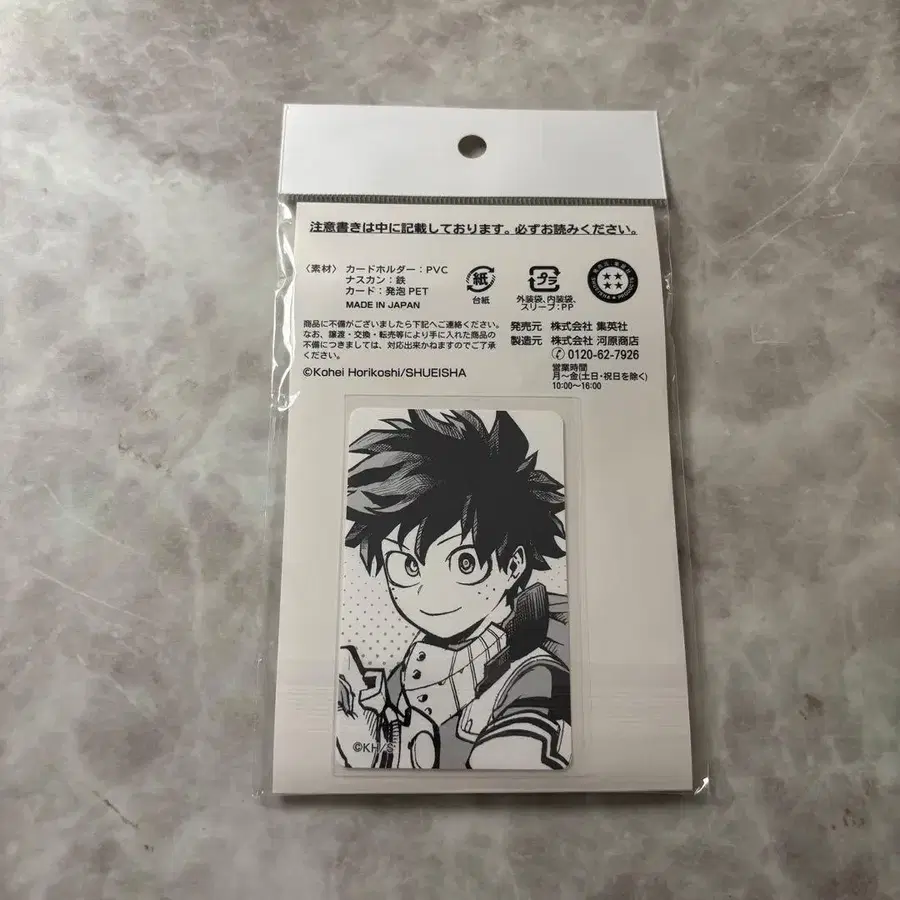 注意書きは中に記載しております。必ずお読みください。
〈素材〉 カードホルダー：PVC
ナスカン：鉄
カード：発泡 PET
MADE IN JAPAN
紙
台紙
プラ
外装袋、内装袋、
スリーブ：PP
商品に不備がございましたら下記へご連絡ください。
なお、譲渡・交換・転売等により手に入れた商品の
不備につきましては、対応出来かねますのでご了承
ください。
©Kohei Horikoshi/SHUEISHA
発売元 株式会社 集英社
製造元 株式会社 河原商店
0120-62-7926
営業時間
月〜金(土日・祝日を除く)
10:00〜16:00
©KH/S